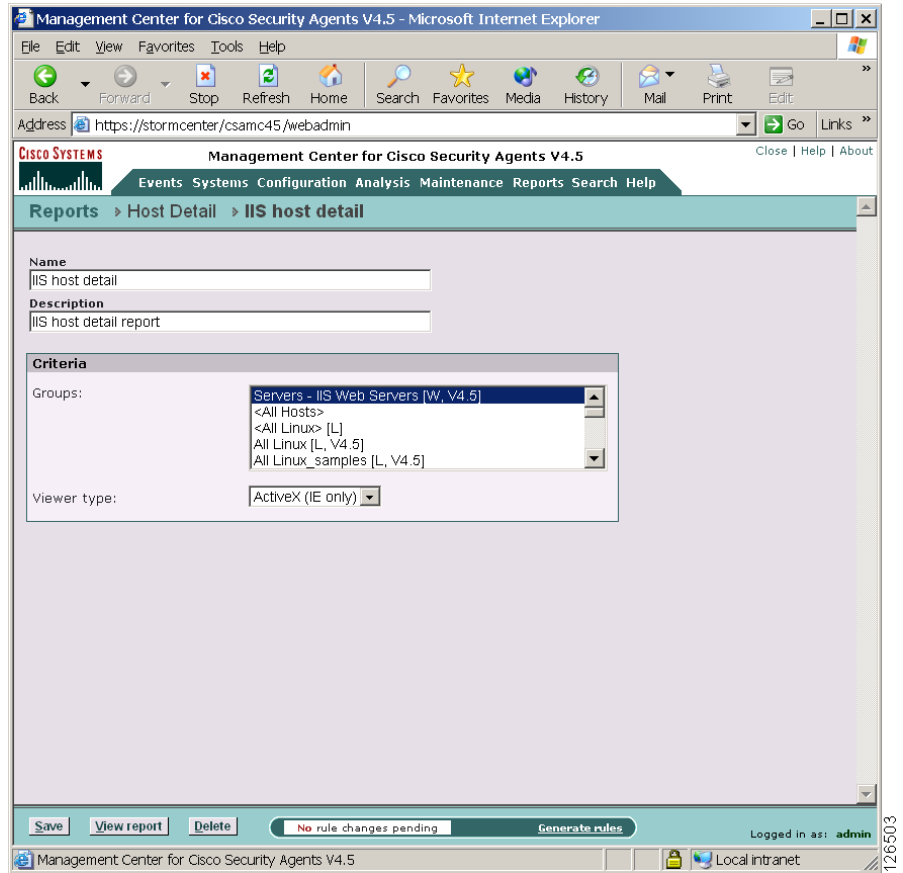 Management Center for Cisco Security Agents V4.5 - Microsoft Internet Explorer
File Edit View Favorites Tools Help
Back Forward Stop Refresh Home Search Favorites Media History Mail Print Edit »
Address https://stormcenter/csamc45/webadmin Go Links »
CISCO SYSTEMS Management Center for Cisco Security Agents V4.5 Close | Help | About
Events Systems Configuration Analysis Maintenance Reports Search Help
Reports Host Detail IIS host detail
Name
IIS host detail
Description
IIS host detail report
Criteria
Groups:
Servers - IIS Web Servers [W, V4.5]
<All Hosts>
<All Linux> [L]
All Linux [L, V4.5]
All Linux_samples [L, V4.5]
Viewer type: ActiveX (IE only)
Save View report Delete No rule changes pending Generate rules Logged in as: admin
Management Center for Cisco Security Agents V4.5 Local intranet
126503